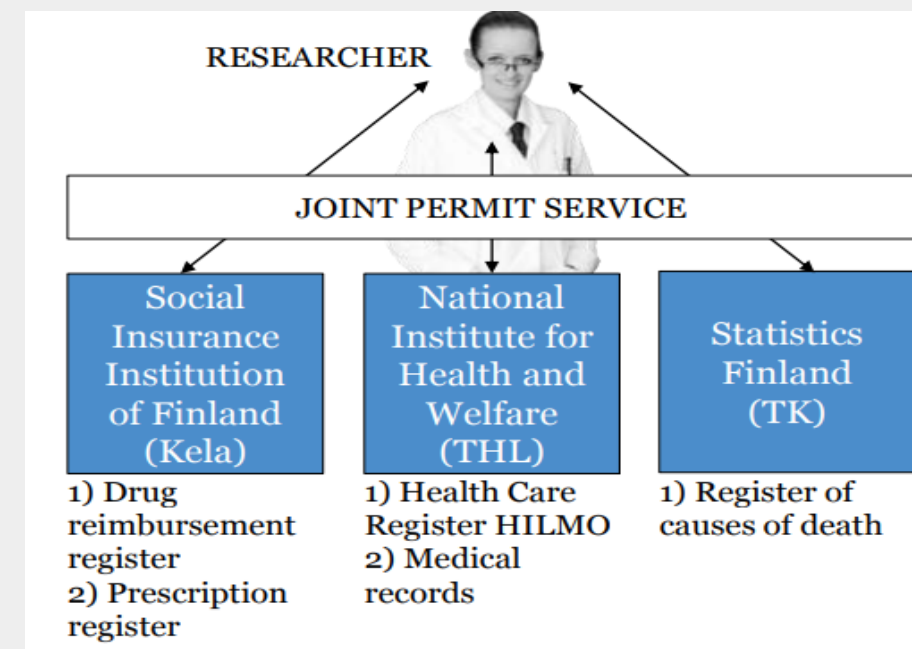 RESEARCHER
JOINT PERMIT SERVICE
Social
Insurance
Institution
of Finland
(Kela)
National
Institute for
Health and
Welfare
(THL)
Statistics
Finland
(TK)
1) Drug
reimbursement
register
2) Prescription
register
1) Health Care
Register HILMO
2) Medical
records
1) Register of
causes of death